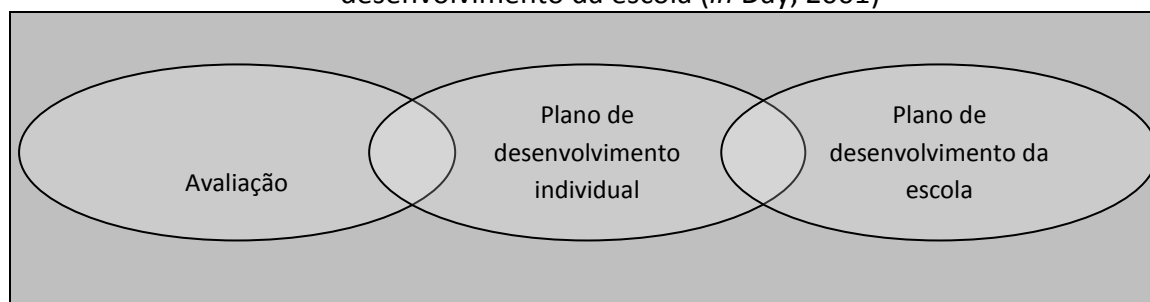 desenvolvimento da escola (in Day, 2001)
Avaliação
Plano de
desenvolvimento
individual
Plano de
desenvolvimento da
escola